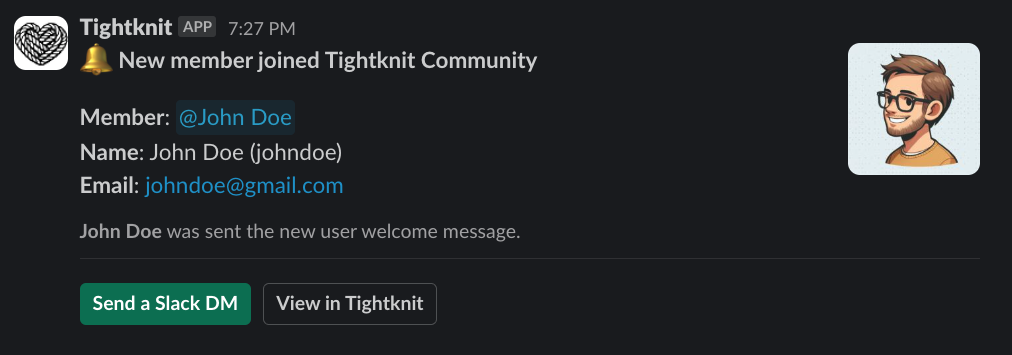 Tightknit APP 7:27 PM
New member joined Tightknit Community
Member: @John Doe
Name: John Doe (johndoe)
Email: johndoe@gmail.com
John Doe was sent the new user welcome message.
Send a Slack DM View in Tightknit